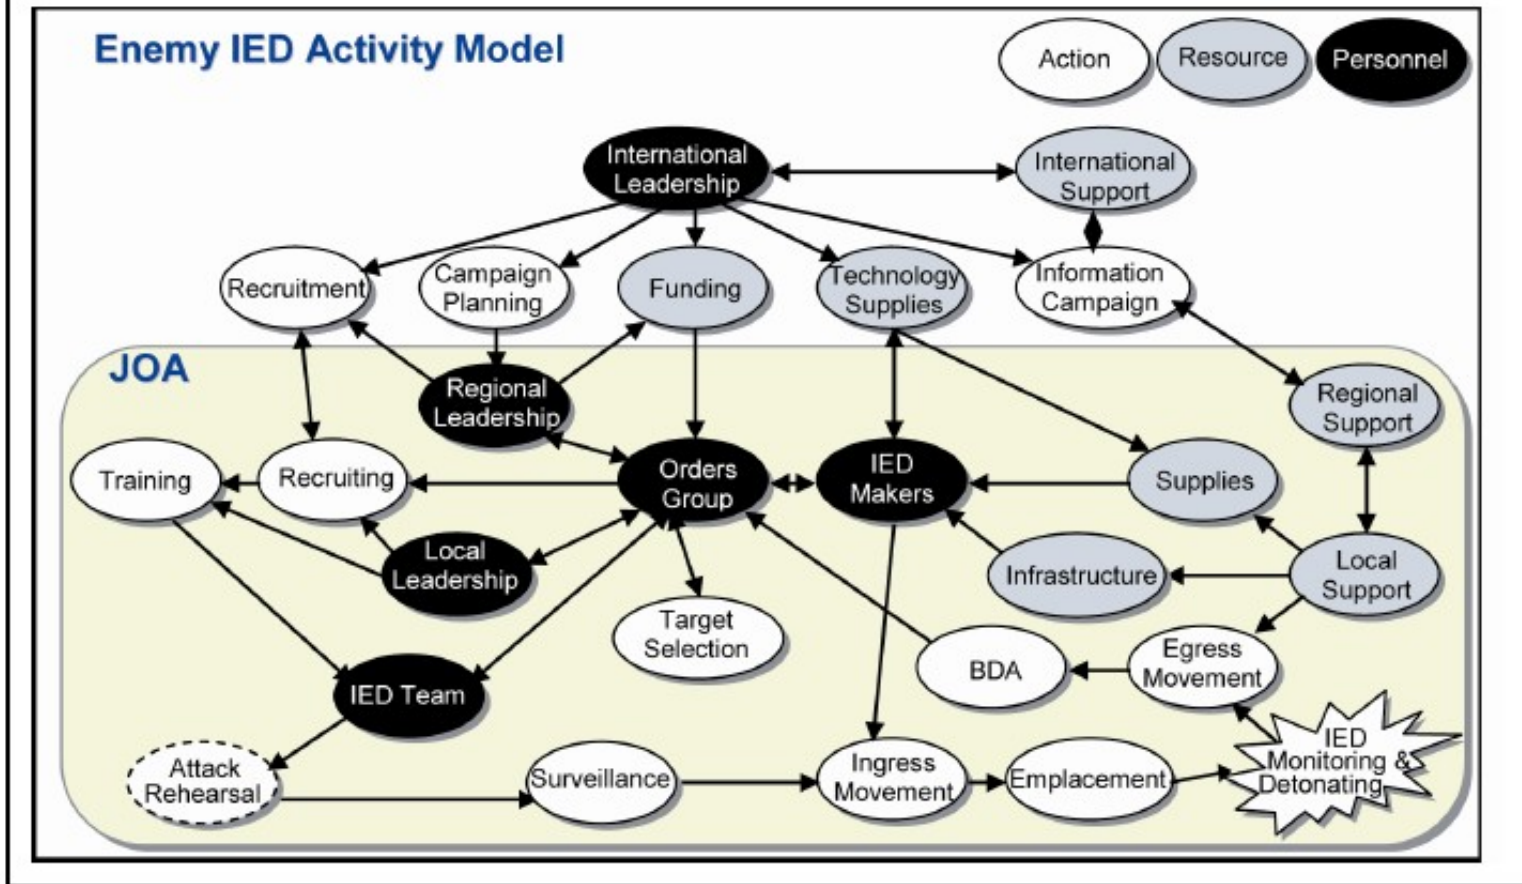 Enemy IED Activity Model
Action
Resource
Personnel
International
Leadership
International
Support
Recruitment
Campaign
Planning
Funding
Technology
Supplies
Information
Campaign
JOA
Regional
Leadership
Regional
Support
Training
Recruiting
Orders
Group
IED
Makers
Supplies
Local
Leadership
Infrastructure
Local
Support
Target
Selection
BDA
Egress
Movement
IED Team
Attack
Rehearsal
Surveillance
Ingress
Movement
Emplacement
IED
Monitoring &
Detonating